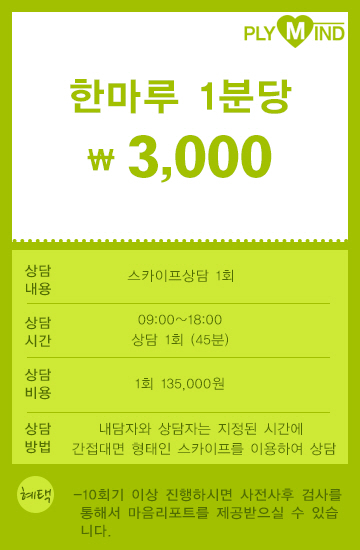 PLY MIND
한마루 1분당
₩ 3,000
상담
내용
스카이프상담 1회
상담
시간
09:00~18:00
상담 1회 (45분)
상담
비용
1회 135,000원
상담
방법
내담자와 상담자는 지정된 시간에
간접대면 형태인 스카이프를 이용하여 상담
혜택
-10회기 이상 진행하시면 사전사후 검사를
통해서 마음리포트를 제공받으실 수 있습
니다.